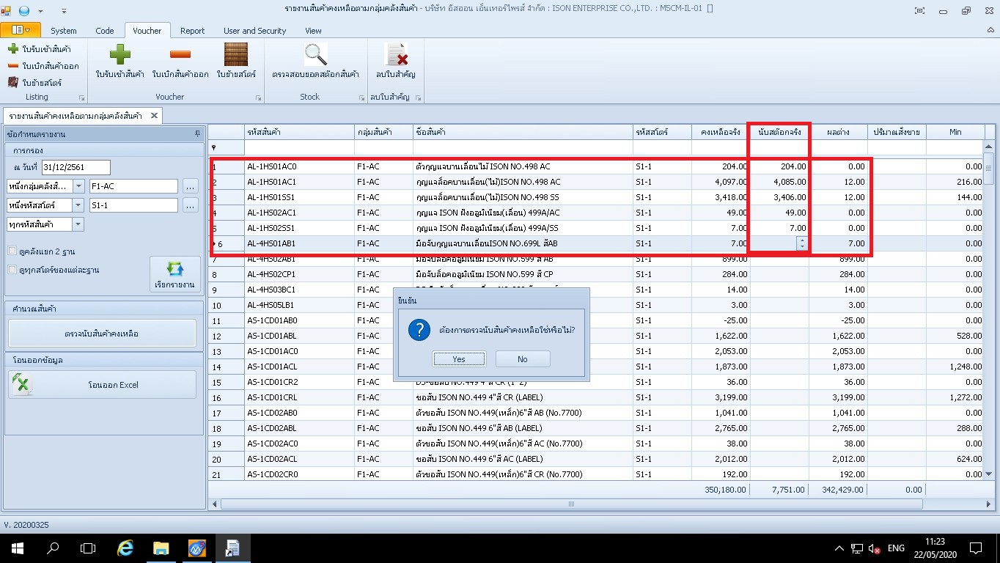 รายงานสินค้าคงเหลือตามกลุ่มคลังสินค้า - บริษัท อิสออน เอ็นเทอร์ไพรส์ จำกัด : ISON ENTERPRISE CO.,LTD. : M5CM-IL-01 []
System Code Voucher Report User and Security View
ใบรับเข้าสินค้า
ใบเบิกสินค้าออก
ใบย้ายสโตร์
Listing
ใบรับเข้าสินค้า ใบเบิกสินค้าออก ใบย้ายสโตร์
Voucher
ตรวจสอบยอดสต๊อกสินค้า
Stock
ลบใบสำคัญ
ลบใบสำคัญ
รายงานสินค้าคงเหลือตามกลุ่มคลังสินค้า
ข้อกำหนดรายงาน
การกรอง
ณ วันที่ 31/12/2561
หนึ่งกลุ่มคลังสิ... F1-AC ...
หนึ่งรหัสสโตร์ S1-1 ...
ทุกรหัสสินค้า
ดูคลังแยก 2 ฐาน
ดูทุกสโตร์ของแต่ละฐาน
เรียกรายงาน
คำนวณสินค้า
ตรวจนับสินค้าคงเหลือ
โอนออกข้อมูล
โอนออก Excel
รหัสสินค้า กลุ่มสินค้า ชื่อสินค้า รหัสสโตร์ คงเหลือจริง นับสต๊อกจริง ผลต่าง ปริมาณสั่งขาย Min
1 AL-1HS01AC0 F1-AC ตัวกุญแจบานเลื่อนไม้ ISON NO.498 AC S1-1 204.00 204.00 0.00 0.00
2 AL-1HS01AC1 F1-AC กุญแจล็อคบานเลื่อน(ไม้)ISON NO.498 AC S1-1 4,097.00 4,085.00 12.00 216.00
3 AL-1HS01SS1 F1-AC กุญแจล็อคบานเลื่อน(ไม้)ISON NO.498 SS S1-1 3,418.00 3,406.00 12.00 144.00
4 AL-1HS02AC1 F1-AC กุญแจ ISON ฝังอลูมิเนียม(เลื่อน) 499A/AC S1-1 49.00 49.00 0.00 0.00
5 AL-1HS02SS1 F1-AC กุญแจ ISON ฝังอลูมิเนียม(เลื่อน) 499A/SS S1-1 7.00 7.00 0.00 0.00
6 AL-4HS01AB1 F1-AC มือจับกุญแจบานเลื่อนISON NO.699L สีAB S1-1 7.00 7.00 0.00
7 AL-4HS02AB1 F1-AC มือจับล็อคอลูมิเนียม ISON NO.599 สี AB S1-1 899.00 899.00 0.00
8 AL-4HS02CP1 F1-AC มือจับล็อคอลูมิเนียม ISON NO.599 สี CP S1-1 284.00 284.00 0.00
9 AL-4HS03BC1 F1-AC S1-1 14.00 14.00 0.00
10 AL-4HS05LB1 F1-AC S1-1 3.00 3.00 0.00
11 AS-1CD01AB0 F1-AC S1-1 -25.00 -25.00 0.00
12 AS-1CD01ABL F1-AC S1-1 1,622.00 1,622.00 528.00
13 AS-1CD01AC0 F1-AC S1-1 2,053.00 2,053.00 0.00
14 AS-1CD01ACL F1-AC S1-1 1,873.00 1,873.00 1,248.00
15 AS-1CD01CR2 F1-AC S1-1 36.00 36.00 0.00
16 AS-1CD01CRL F1-AC ขอสับ ISON NO.449 4"สี CR (LABEL) S1-1 3,199.00 3,199.00 1,272.00
17 AS-1CD02AB0 F1-AC ตัวขอสับ ISON NO.449(เหล็ก)6"สี AB (No.7700) S1-1 1,041.00 1,041.00 0.00
18 AS-1CD02ABL F1-AC ขอสับ ISON NO.449 6"สี AB (LABEL) S1-1 2,765.00 2,765.00 288.00
19 AS-1CD02AC0 F1-AC ตัวขอสับ ISON NO.449(เหล็ก)6"สี AC (No.7700) S1-1 38.00 38.00 0.00
20 AS-1CD02ACL F1-AC ขอสับ ISON NO.449 6"สี AC (LABEL) S1-1 2,012.00 2,012.00 624.00
21 AS-1CD02CR0 F1-AC ตัวขอสับ ISON NO.449(เหล็ก)6"สี CR (No.7700) S1-1 192.00 192.00 0.00
350,180.00 7,751.00 342,429.00 0.00
ยืนยัน
ต้องการตรวจนับสินค้าคงเหลือใช่หรือไม่?
Yes No
V. 20200325
ENG
11:23
22/05/2020